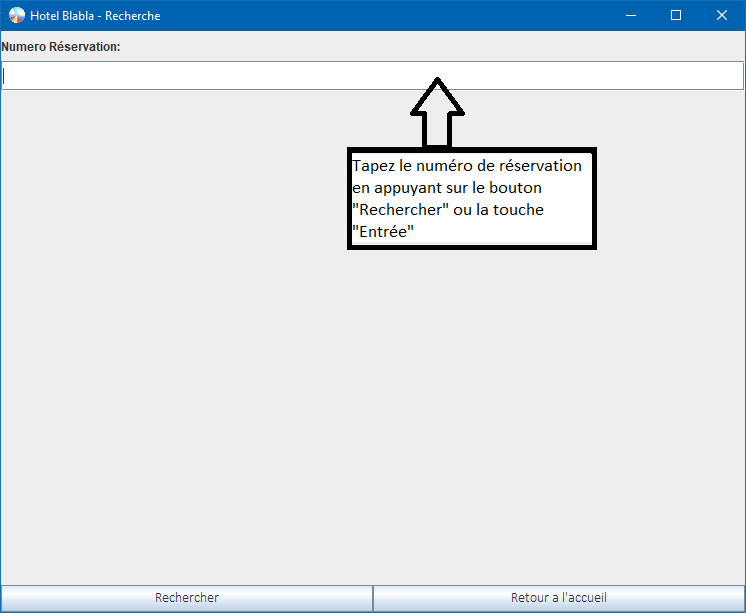 Hotel Blabla - Recherche
Numero Réservation:
Tapez le numéro de réservation
en appuyant sur le bouton
"Rechercher" ou la touche
"Entrée"
Rechercher
Retour a l'accueil